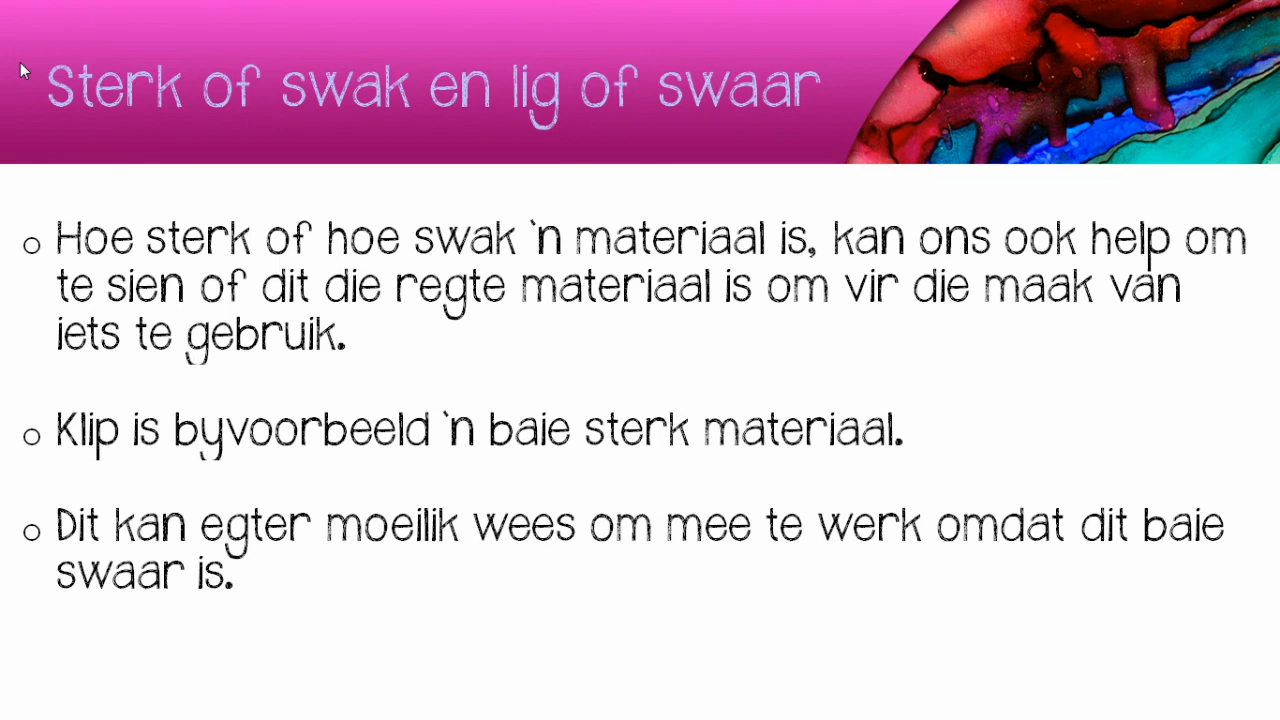 Sterk of swak en lig of swaar
o Hoe sterk of hoe swak `n materiaal is, kan ons ook help om
te sien of dit die regte materiaal is om vir die maak van
iets te gebruik.
o Klip is byvoorbeeld `n baie sterk materiaal.
o Dit kan egter moeilik wees om mee te werk omdat dit baie
swaar is.